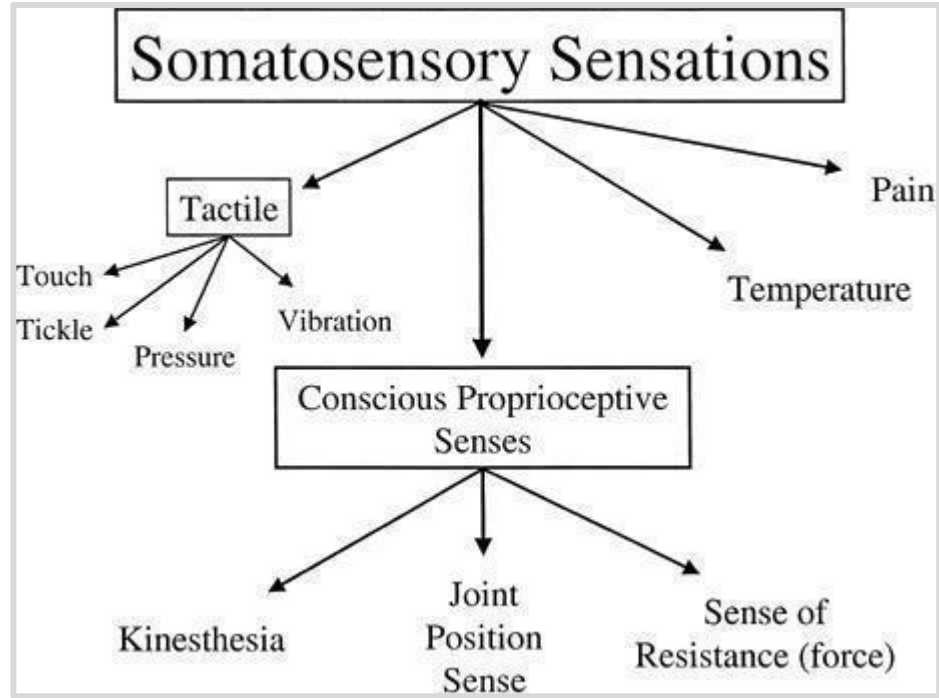 Somatosensory Sensations
Pain
Tactile
Temperature
Touch
Tickle
Pressure
Vibration
Conscious Proprioceptive
Senses
Kinesthesia
Joint
Position
Sense
Sense of
Resistance (force)